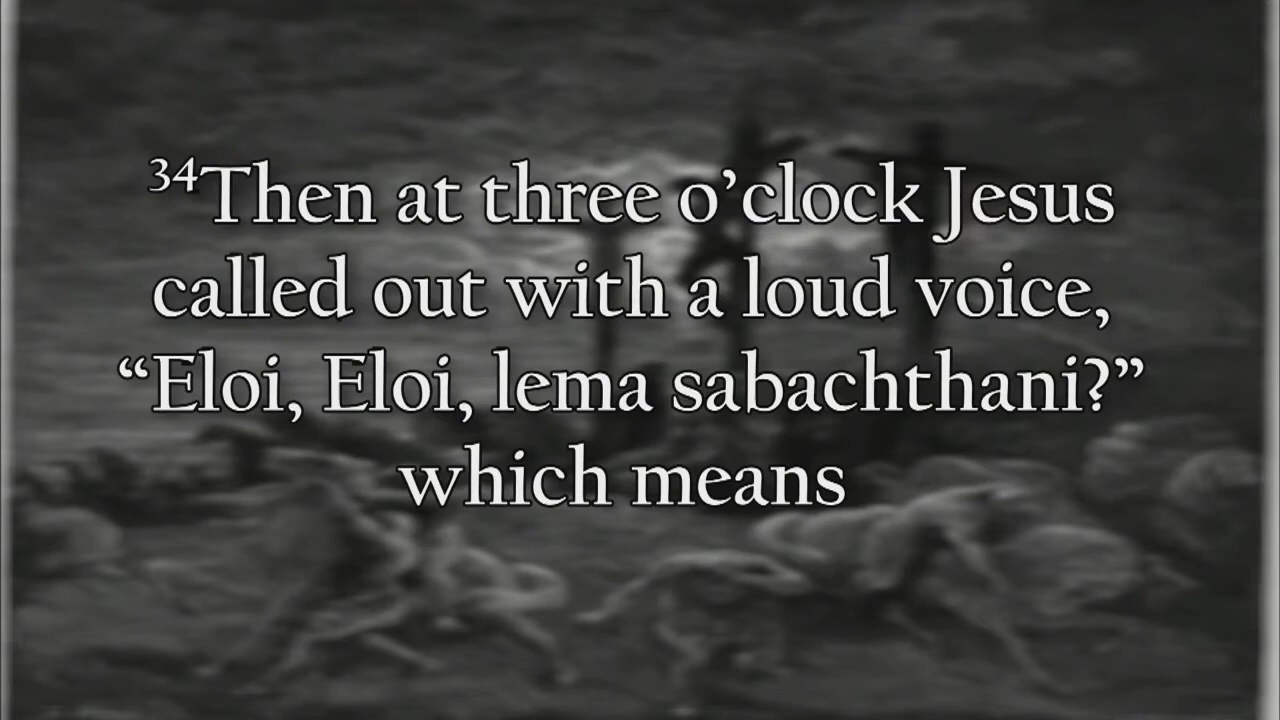 ³⁴Then at three o’clock Jesus
called out with a loud voice,
“Eloi, Eloi, lema sabachthani?”
which means